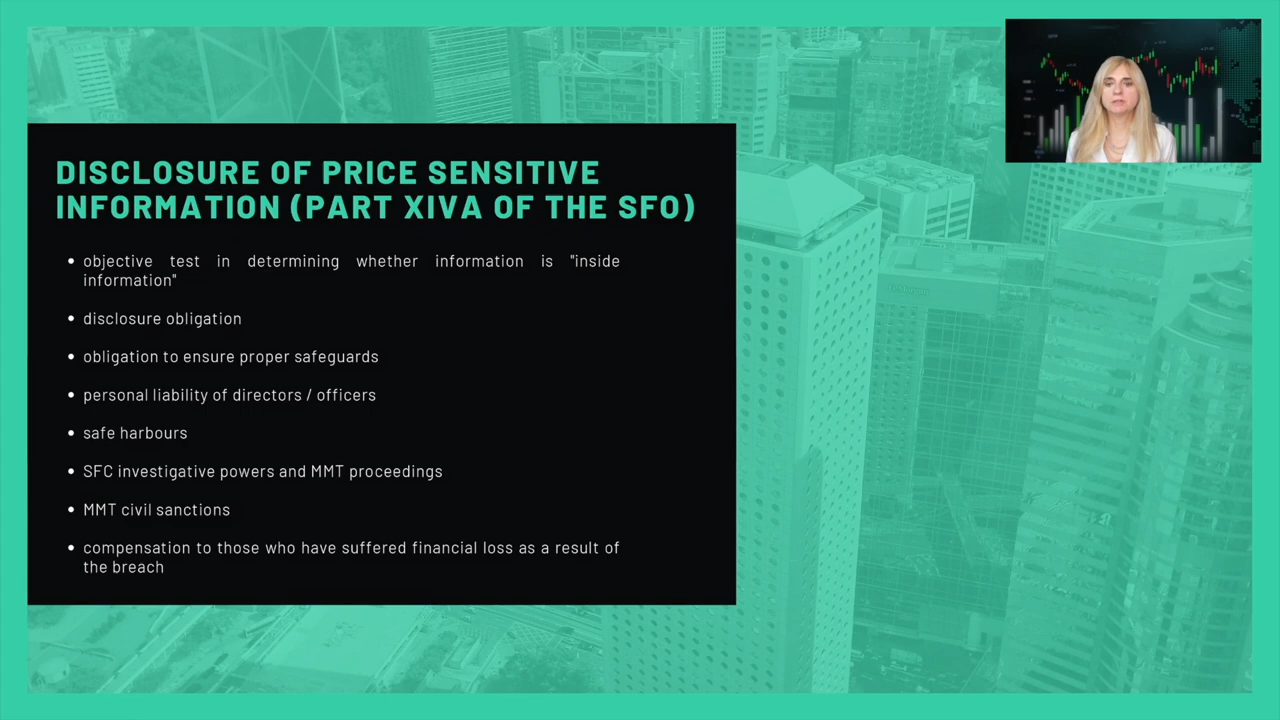 DISCLOSURE OF PRICE SENSITIVE
INFORMATION (PART XIVA OF THE SFO)
• objective test in determining whether information is "inside
information"
• disclosure obligation
• obligation to ensure proper safeguards
• personal liability of directors / officers
• safe harbours
• SFC investigative powers and MMT proceedings
• MMT civil sanctions
• compensation to those who have suffered financial loss as a result of
the breach